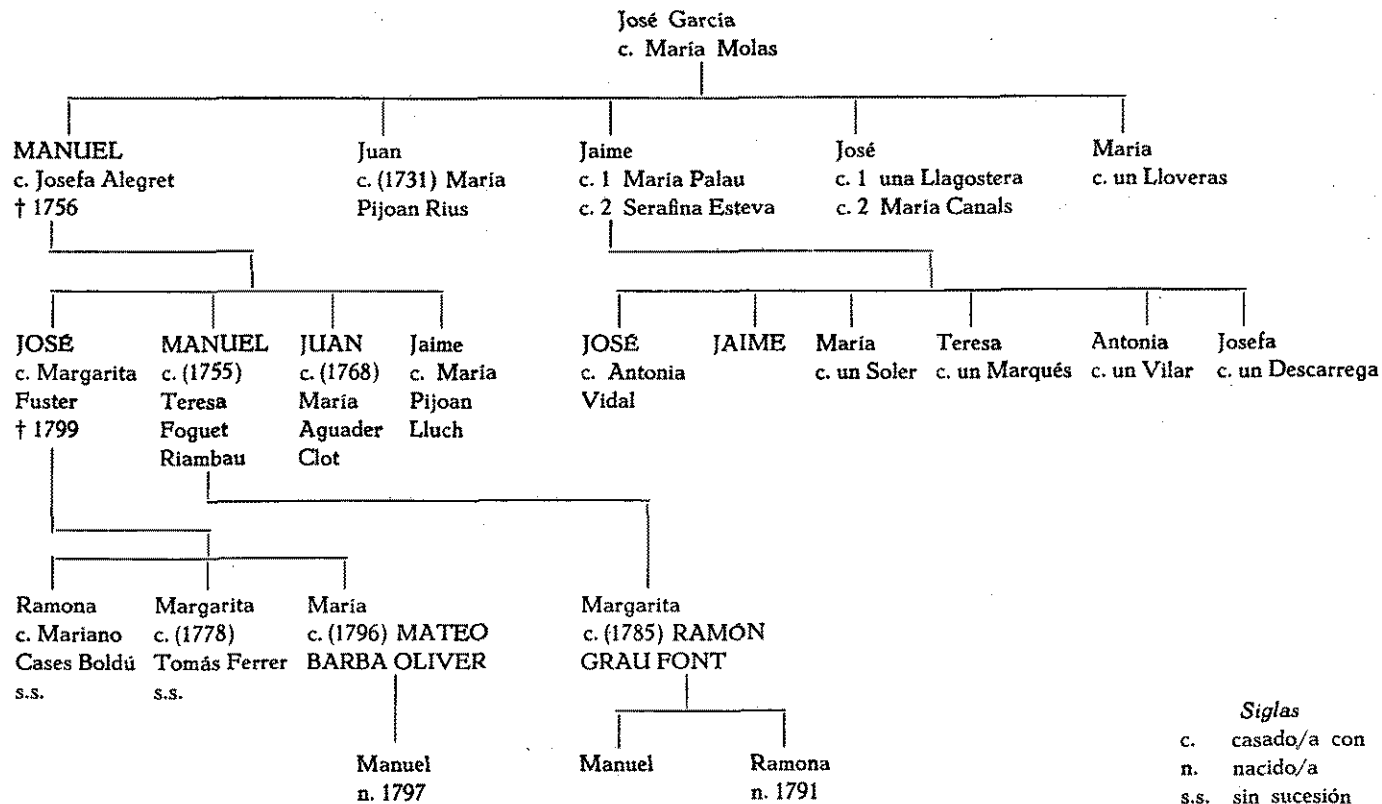 José García
c. María Molas
MANUEL
c. Josefa Alegret
† 1756
Juan
c. (1731) María
Pijoan Rius
Jaime
c. 1 María Palau
c. 2 Serafina Esteva
José
c. 1 una Llagostera
c. 2 María Canals
María
c. un Lloveras
JOSÉ
c. Margarita
Fuster
† 1799
MANUEL
c. (1755)
Teresa
Foguet
Riambau
JUAN
c. (1768)
María
Aguader
Clot
Jaime
c. María
Pijoan
Lluch
JOSÉ
c. Antonia
Vidal
JAIME
María
c. un Soler
Teresa
c. un Marqués
Antonia
c. un Vilar
Josefa
c. un Descarrega
Ramona
c. Mariano
Cases Boldú
s.s.
Margarita
c. (1778)
Tomás Ferrer
s.s.
María
c. (1796) MATEO
BARBA OLIVER
Margarita
c. (1785) RAMÓN
GRAU FONT
Manuel
n. 1797
Manuel
Ramona
n. 1791
Siglas
c. casado/a con
n. nacido/a
s.s. sin sucesión